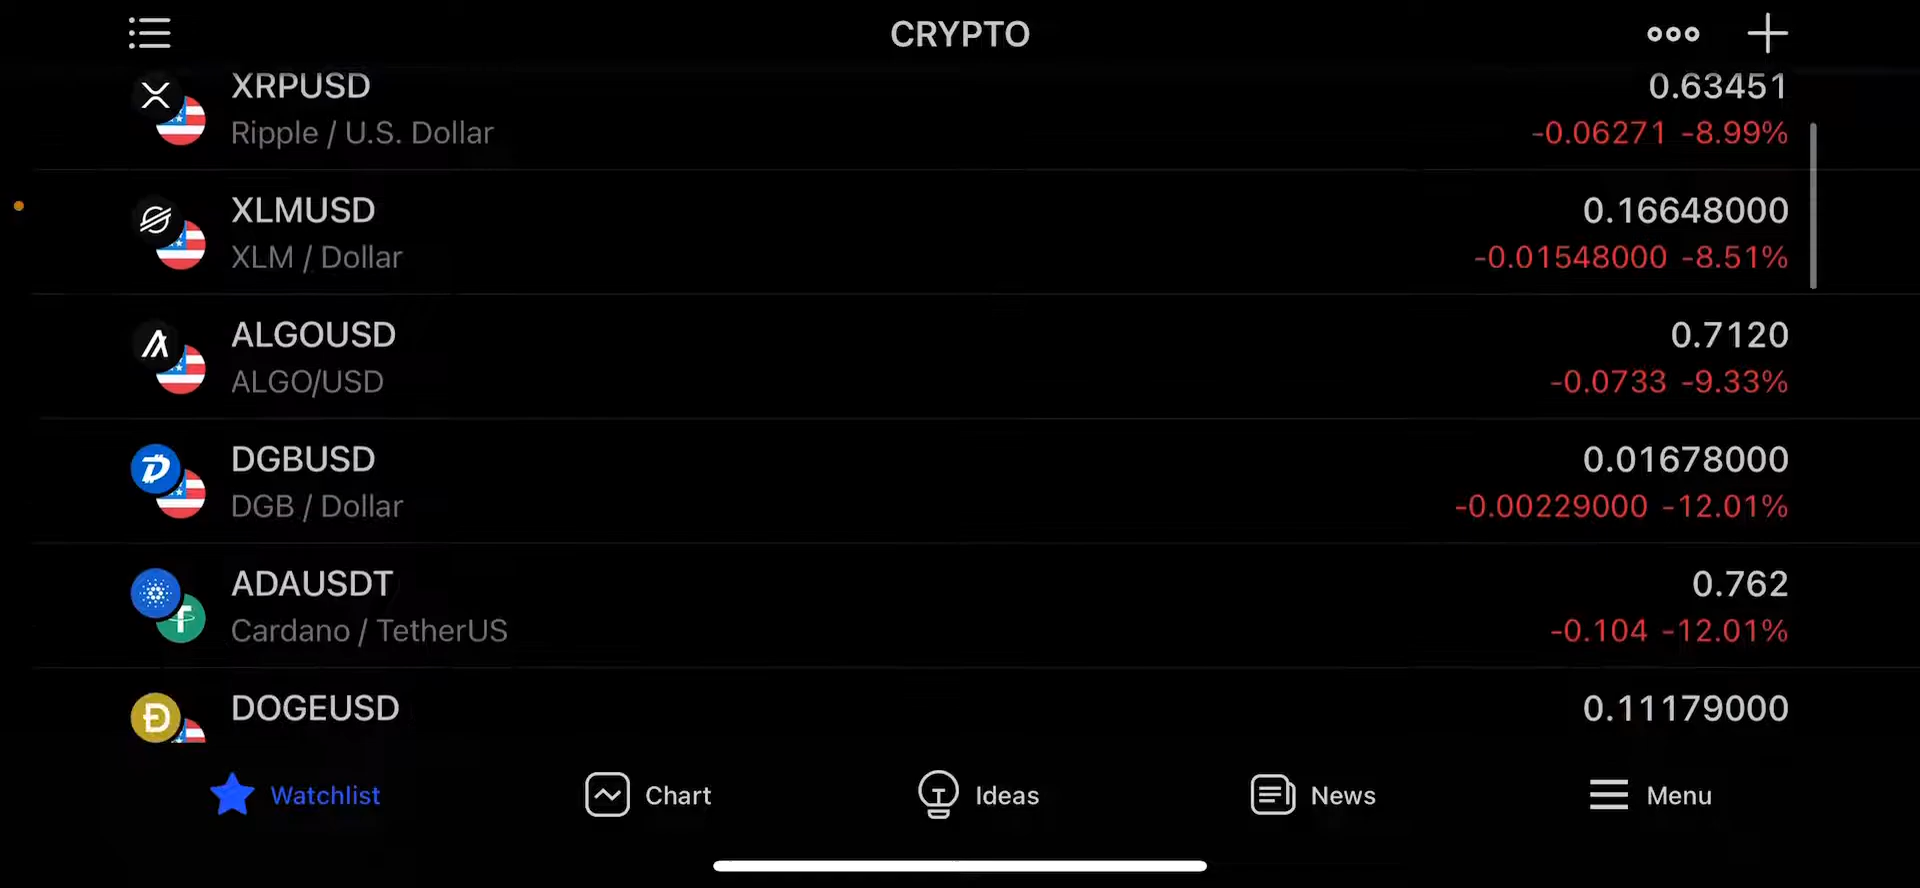 CRYPTO
XRPUSD 0.63451
Ripple / U.S. Dollar -0.06271 -8.99%
XLMUSD 0.16648000
XLM / Dollar -0.01548000 -8.51%
ALGOUSD 0.7120
ALGO/USD -0.0733 -9.33%
DGBUSD 0.01678000
DGB / Dollar -0.00229000 -12.01%
ADAUSDT 0.762
Cardano / TetherUS -0.104 -12.01%
DOGEUSD 0.11179000
Watchlist Chart Ideas News Menu